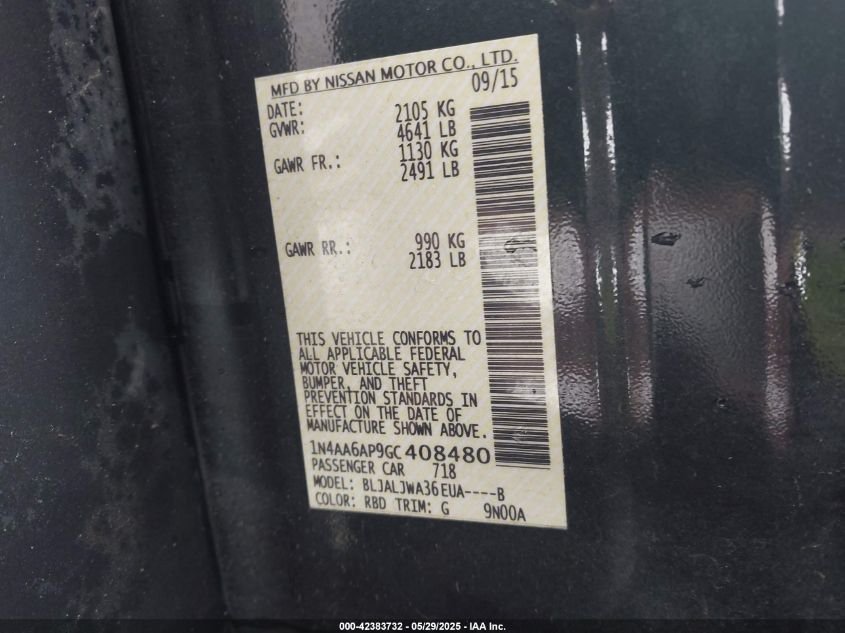 MFD BY NISSAN MOTOR CO., LTD.
DATE: 09/15
GVWR: 2105 KG
4641 LB
GAWR FR.: 1130 KG
2491 LB
GAWR RR.: 990 KG
2183 LB
THIS VEHICLE CONFORMS TO
ALL APPLICABLE FEDERAL
MOTOR VEHICLE SAFETY,
BUMPER, AND THEFT
PREVENTION STANDARDS IN
EFFECT ON THE DATE OF
MANUFACTURE SHOWN ABOVE.
1N4AA6AP9GC408480
PASSENGER CAR 718
MODEL: BLJALJWA36EUA----B
COLOR: RBD TRIM: G 9N00A
000-42383732 - 05/29/2025 - IAA Inc.